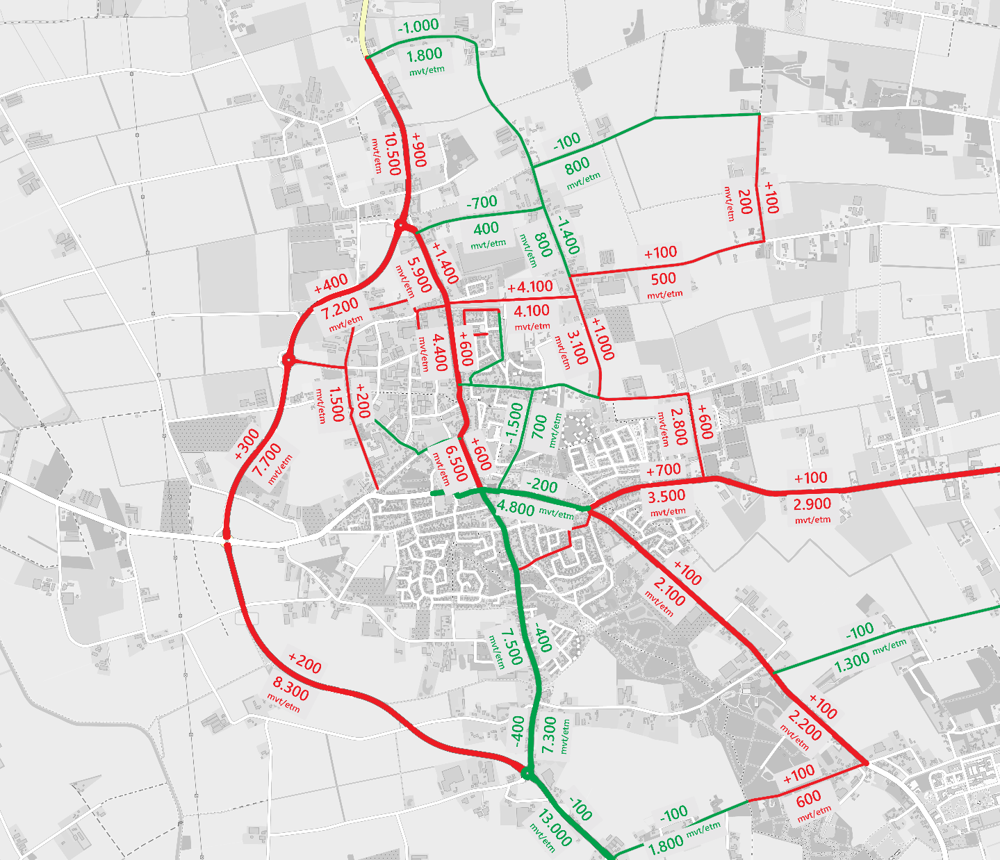 -1.000
1.800
mvt/etm
+900
10.500
mvt/etm
-100
800
mvt/etm
+100
200
mvt/etm
-700
400
mvt/etm
-1.400
800
mvt/etm
+1.400
5.900
mvt/etm
+100
500
mvt/etm
+400
7.200
mvt/etm
+4.100
4.100
mvt/etm
+600
4.400
mvt/etm
+1.000
3.100
mvt/etm
+200
1.500
mvt/etm
-1.500
700
mvt/etm
+600
2.800
mvt/etm
+300
7.700
mvt/etm
+600
6.500
mvt/etm
-200
4.800 mvt/etm
+700
3.500
mvt/etm
+100
2.900
mvt/etm
+100
2.100
mvt/etm
-400
7.500
mvt/etm
-100
1.300 mvt/etm
+200
8.300
mvt/etm
+100
2.200
mvt/etm
-400
7.300
mvt/etm
+100
600
mvt/etm
-100
13.000
mvt/etm
-100
1.800 mvt/etm